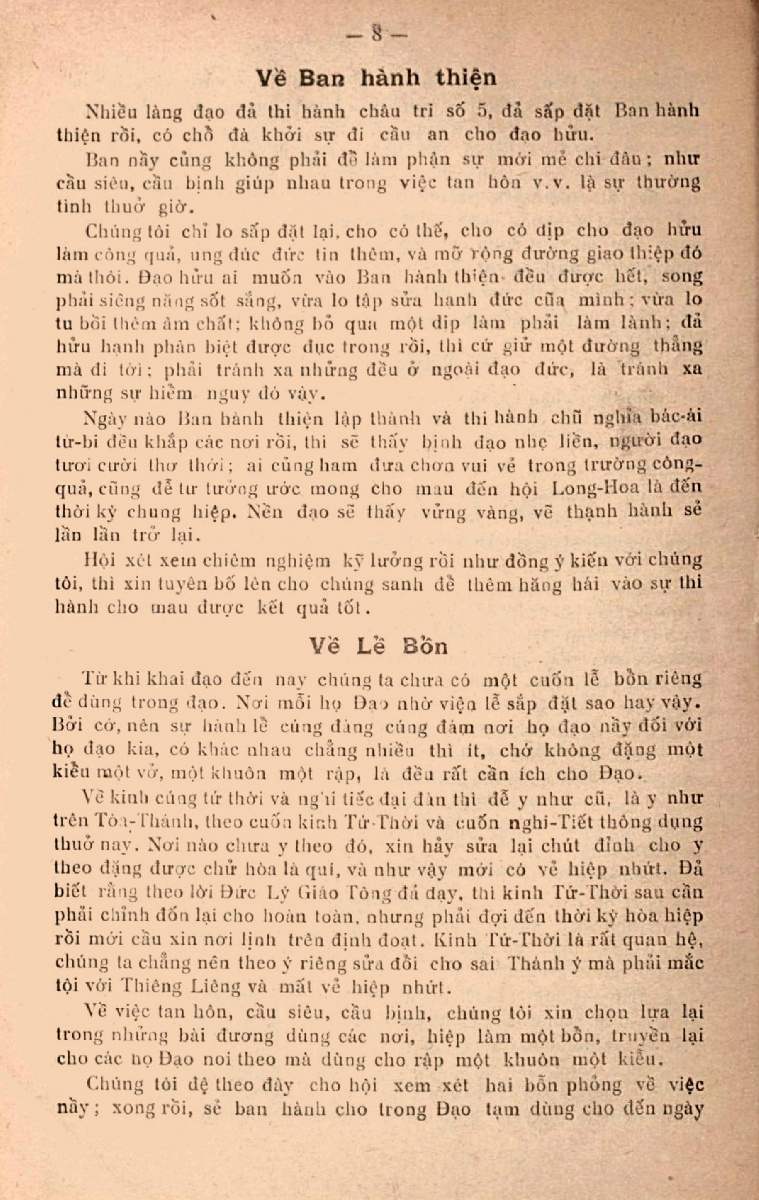 — 8 —
Về Ban hành thiện
Nhiều làng đạo đả thi hành châu tri số 5, đả sấp đặt Ban hành
thiện rồi, có chổ đà khởi sự đi cầu an cho đạo hửu.
Ban nầy củng không phải đề làm phận sự mới mẻ chi đâu; như
cầu siêu, cầu bịnh giúp nhau trong việc tan hôn v.v. là sự thường
tình thuở giờ.
Chúng tôi chỉ lo sấp đặt lại, cho có thế, cho có dịp cho đạo hửu
làm công quả, ung đúc đức tin thêm, và mỡ rộng đường giao thiệp đó
mà thôi. Đạo hửu ai muốn vào Ban hành thiện đều được hết, song
phải siêng năng sốt sắng, vừa lo tập sửa hạnh đức cũa mình; vừa lo
tu bồi thêm âm chất; không bỏ qua một dịp làm phải làm lành; đả
hửu hạnh phân biệt được đục trong rồi, thì cứ giử một đường thẳng
mà đi tới; phải tránh xa nhửng đều ở ngoài đạo đức, là tránh xa
những sự hiểm nguy đó vậy.
Ngày nào Ban hành thiện lập thành và thi hành chũ nghỉa bác-ái
từ-bi đều khắp các nơi rồi, thì sẽ thấy bịnh đạo nhẹ liền, người đạo
tươi cười thơ thới; ai củng ham đưa chơn vui vẻ trong trường công-
quả, cũng để tư tưởng ước mong cho mau đến hội Long-Hoa là đến
thời kỳ chung hiệp. Nền đạo sẽ thấy vửng vàng, vẽ thạnh hành sẻ
lần lần trở lại.
Hội xét xem chiêm nghiệm kỹ lưởng rồi như đồng ý kiến với chúng
tôi, thì xin tuyên bố lên cho chúng sanh để thêm hăng hái vào sự thi
hành cho mau được kết quả tốt.
Về Lễ Bổn
Từ khi khai đạo đến nay chúng ta chưa có một cuốn lễ bổn riêng
để dùng trong đạo. Nơi mỗi họ Đạo nhờ viện lễ sắp đặt sao hay vậy.
Bởi cớ, nên sự hành lễ cúng đàng cúng đám nơi họ đạo nầy đối với
họ đạo kia, có khác nhau chẳng nhiều thì ít, chớ không đặng một
kiểu một vở, một khuôn một rập, là đều rất cần ích cho Đạo.
Về kinh cúng tứ thời và nghi tiếc đại đàn thì để y như cũ, là y như
trên Tòa-Thánh, theo cuốn kinh Tứ-Thời và cuốn nghi-Tiết thông dụng
thuở nay. Nơi nào chưa y theo đó, xin hảy sửa lại chút đỉnh cho y
theo đặng được chử hòa là quí, và như vậy mới có vẻ hiệp nhứt. Đả
biết rằng theo lời Đức Lý Giáo Tông đả dạy, thì kinh Tứ-Thời sau cần
phải chỉnh đốn lại cho hoàn toàn, nhưng phải đợi đến thời kỳ hòa hiệp
rồi mới cầu xin nơi lịnh trên định đoạt. Kinh Tứ-Thời là rất quan hệ,
chúng ta chẳng nên theo ý riêng sửa đổi cho sai Thánh ý mà phải mắc
tội với Thiêng Liêng và mất vẻ hiệp nhứt.
Về việc tan hôn, cầu siêu, cầu bịnh, chúng tôi xin chọn lựa lại
trong những bài đương dùng các nơi, hiệp làm một bổn, truyền lại
cho các họ Đạo noi theo mà dùng cho rập một khuôn một kiểu.
Chúng tôi dệ theo đây cho hội xem xét hai bổn phỏng về việc
nầy; xong rồi, sẻ ban hành cho trong Đạo tạm dùng cho đến ngày